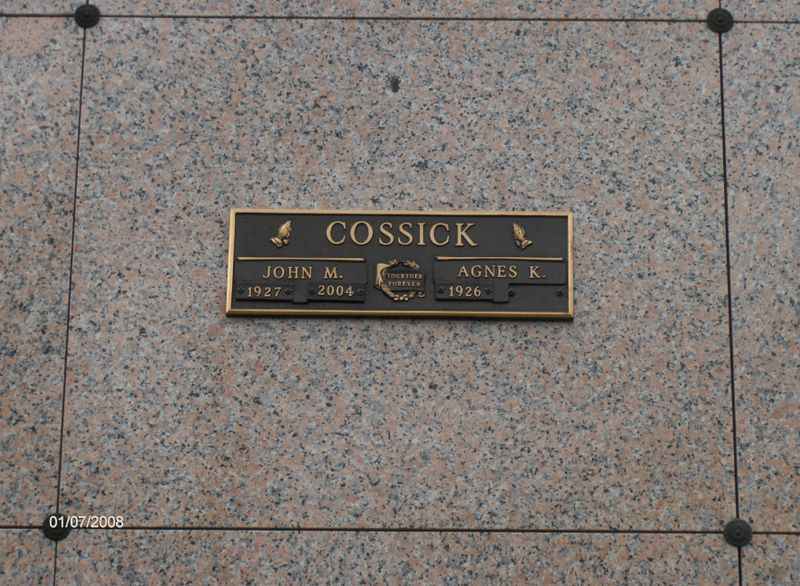 COSSICK
JOHN M.
1927 2004
TOGETHER
FOREVER
AGNES K.
1926
01/07/2008